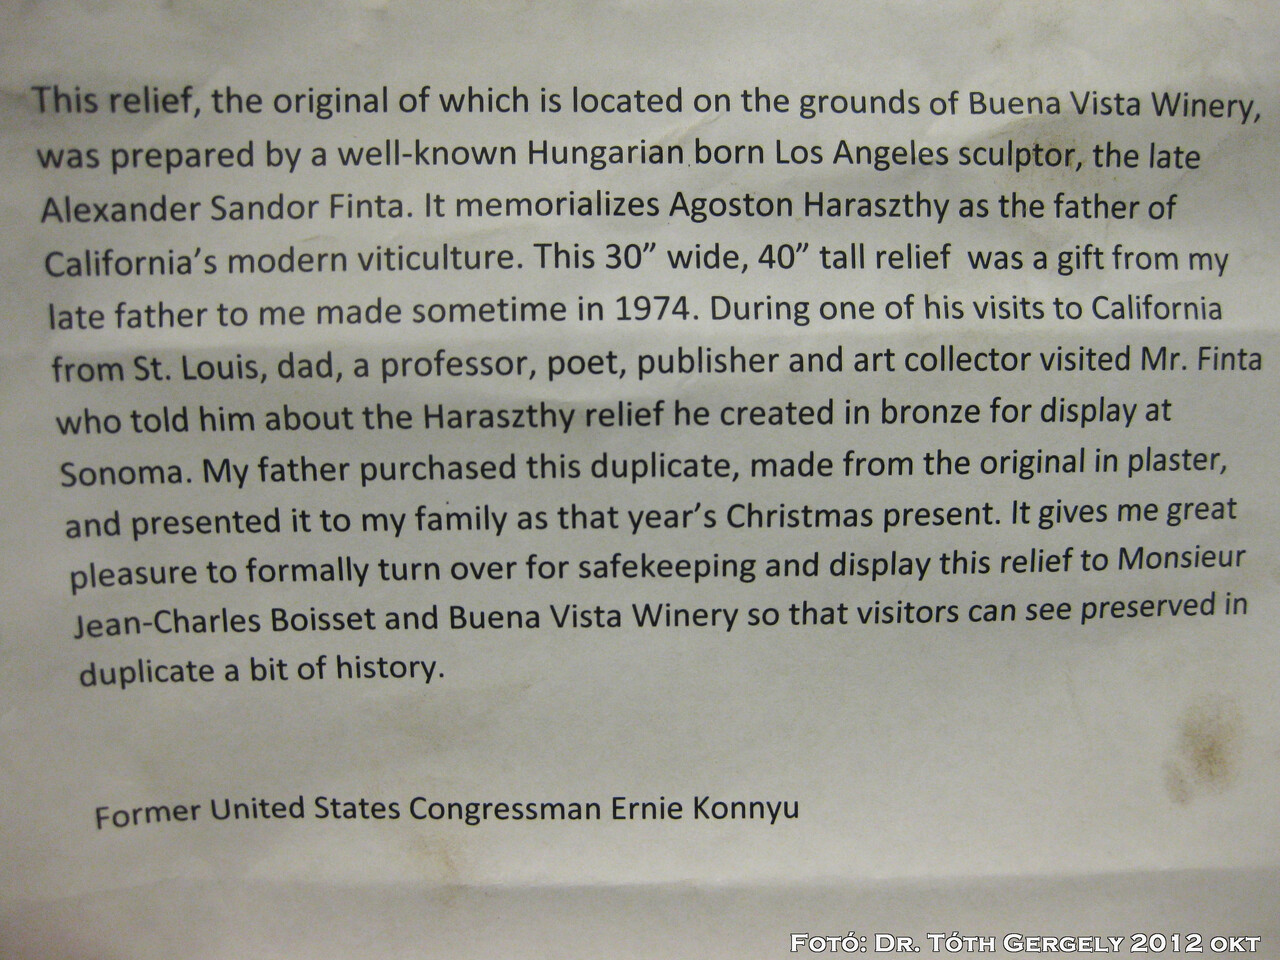 This relief, the original of which is located on the grounds of Buena Vista Winery,
was prepared by a well-known Hungarian born Los Angeles sculptor, the late
Alexander Sandor Finta. It memorializes Agoston Haraszthy as the father of
California’s modern viticulture. This 30” wide, 40” tall relief  was a gift from my
late father to me made sometime in 1974. During one of his visits to California
from St. Louis, dad, a professor, poet, publisher and art collector visited Mr. Finta
who told him about the Haraszthy relief he created in bronze for display at
Sonoma. My father purchased this duplicate, made from the original in plaster,
and presented it to my family as that year’s Christmas present. It gives me great
pleasure to formally turn over for safekeeping and display this relief to Monsieur
Jean-Charles Boisset and Buena Vista Winery so that visitors can see preserved in
duplicate a bit of history.
Former United States Congressman Ernie Konnyu
Fotó: Dr. Tóth Gergely 2012 okt